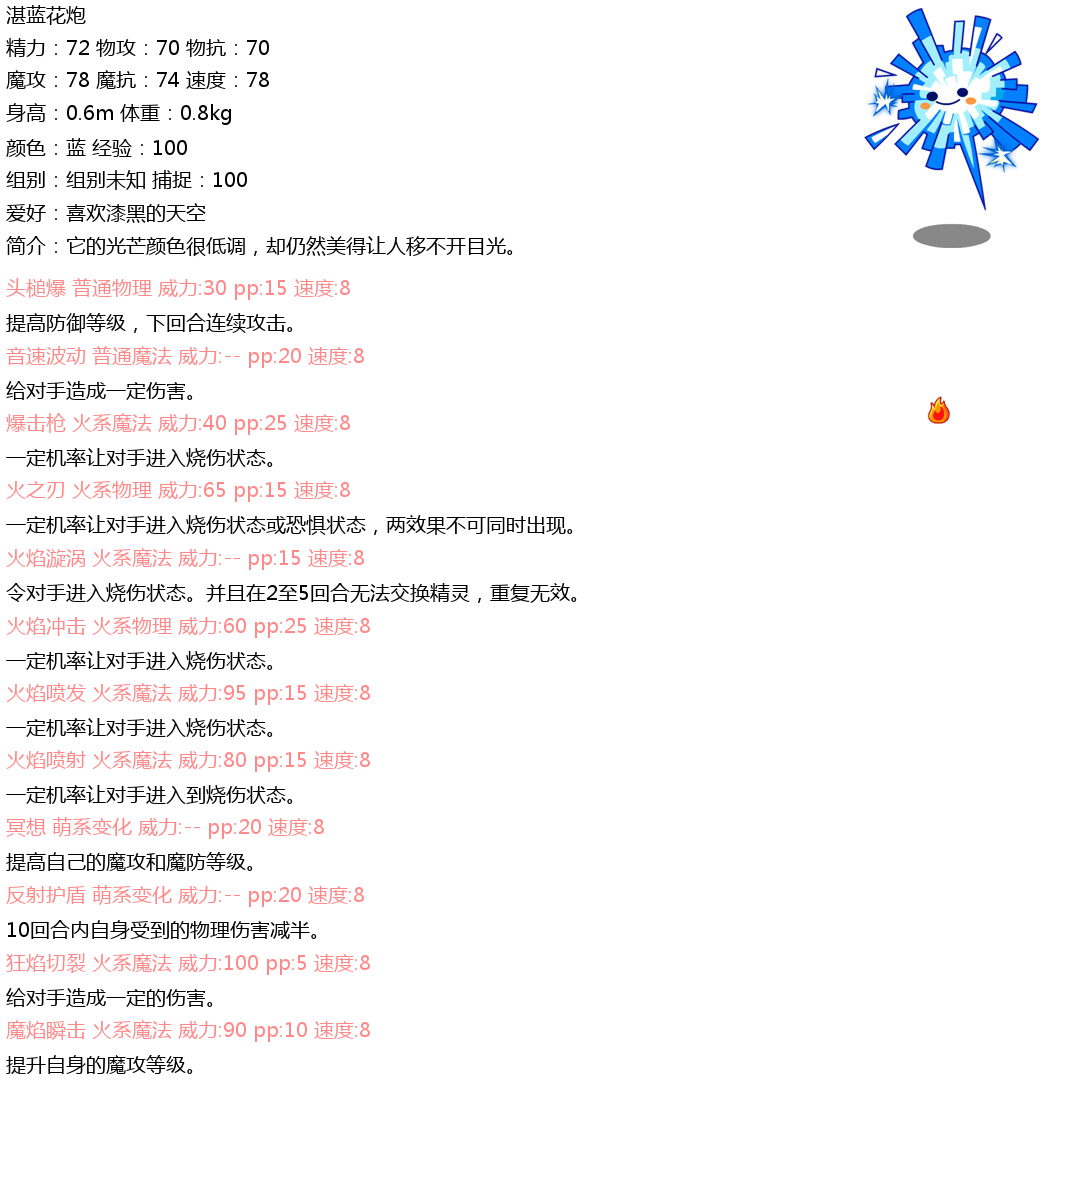 湛蓝花炮
精力：72 物攻：70 物抗：70
魔攻：78 魔抗：74 速度：78
身高：0.6m 体重：0.8kg
颜色：蓝 经验：100
组别：组别未知 捕捉：100
爱好：喜欢漆黑的天空
简介：它的光芒颜色很低调，却仍然美得让人移不开目光。
头槌爆 普通物理 威力:30 pp:15 速度:8
提高防御等级，下回合连续攻击。
音速波动 普通魔法 威力:-- pp:20 速度:8
给对手造成一定伤害。
爆击枪 火系魔法 威力:40 pp:25 速度:8
一定机率让对手进入烧伤状态。
火之刃 火系物理 威力:65 pp:15 速度:8
一定机率让对手进入烧伤状态或恐惧状态，两效果不可同时出现。
火焰漩涡 火系魔法 威力:-- pp:15 速度:8
令对手进入烧伤状态。并且在2至5回合无法交换精灵，重复无效。
火焰冲击 火系物理 威力:60 pp:25 速度:8
一定机率让对手进入烧伤状态。
火焰喷发 火系魔法 威力:95 pp:15 速度:8
一定机率让对手进入烧伤状态。
火焰喷射 火系魔法 威力:80 pp:15 速度:8
一定机率让对手进入到烧伤状态。
冥想 萌系变化 威力:-- pp:20 速度:8
提高自己的魔攻和魔防等级。
反射护盾 萌系变化 威力:-- pp:20 速度:8
10回合内自身受到的物理伤害减半。
狂焰切裂 火系魔法 威力:100 pp:5 速度:8
给对手造成一定的伤害。
魔焰瞬击 火系魔法 威力:90 pp:10 速度:8
提升自身的魔攻等级。